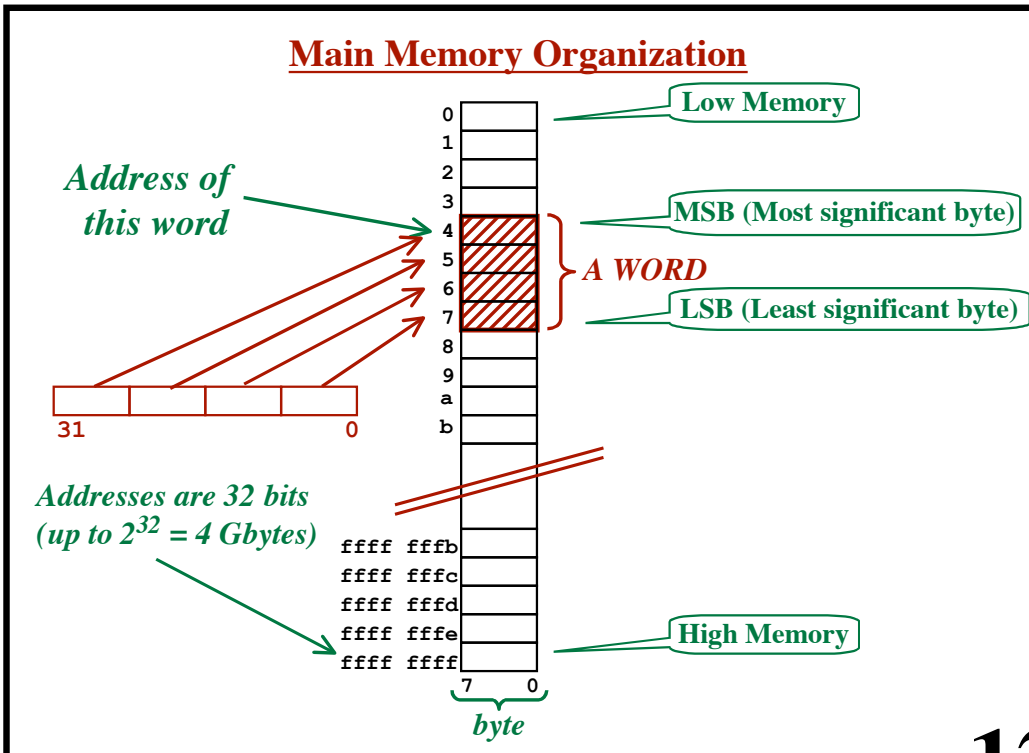 Main Memory Organization
Low Memory
0
1
2
3
4
5
6
7
8
9
a
b
Address of
this word
MSB (Most significant byte)
A WORD
LSB (Least significant byte)
31 0
Addresses are 32 bits
(up to 2^32 = 4 Gbytes)
ffff fffb
ffff fffc
ffff fffd
ffff fffe
ffff ffff
High Memory
7 0
byte